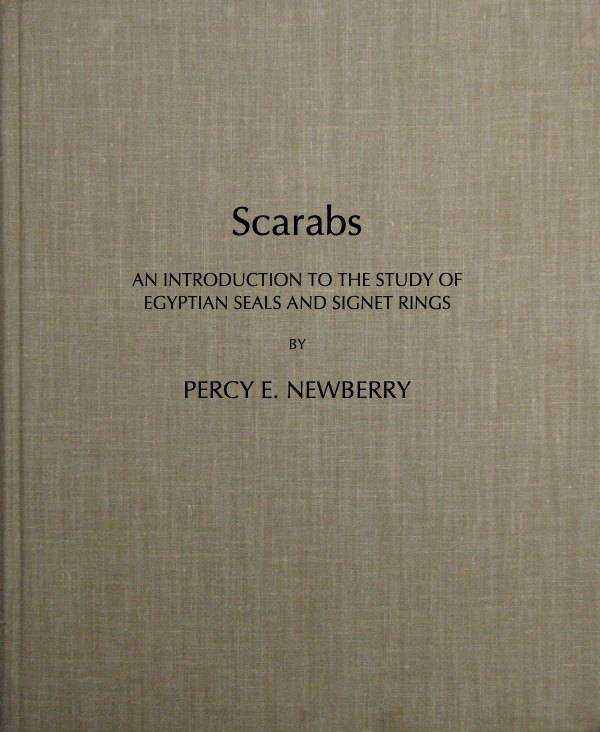 Scarabs
AN INTRODUCTION TO THE STUDY OF
EGYPTIAN SEALS AND SIGNET RINGS
BY
PERCY E. NEWBERRY